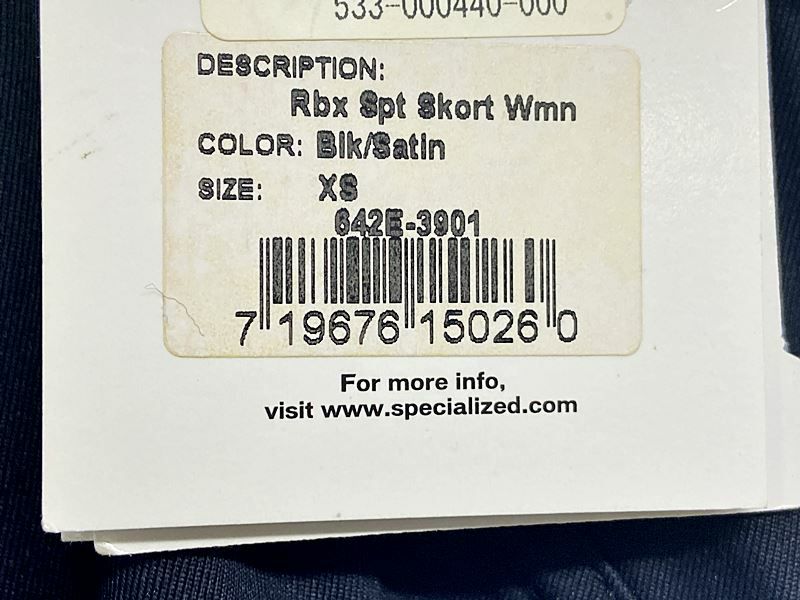 533-000440-000
DESCRIPTION:
Rbx Spt Skort Wmn
COLOR: Blk/Satin
SIZE: XS
642E-3901
7 19676 15026 0
For more info,
visit www.specialized.com